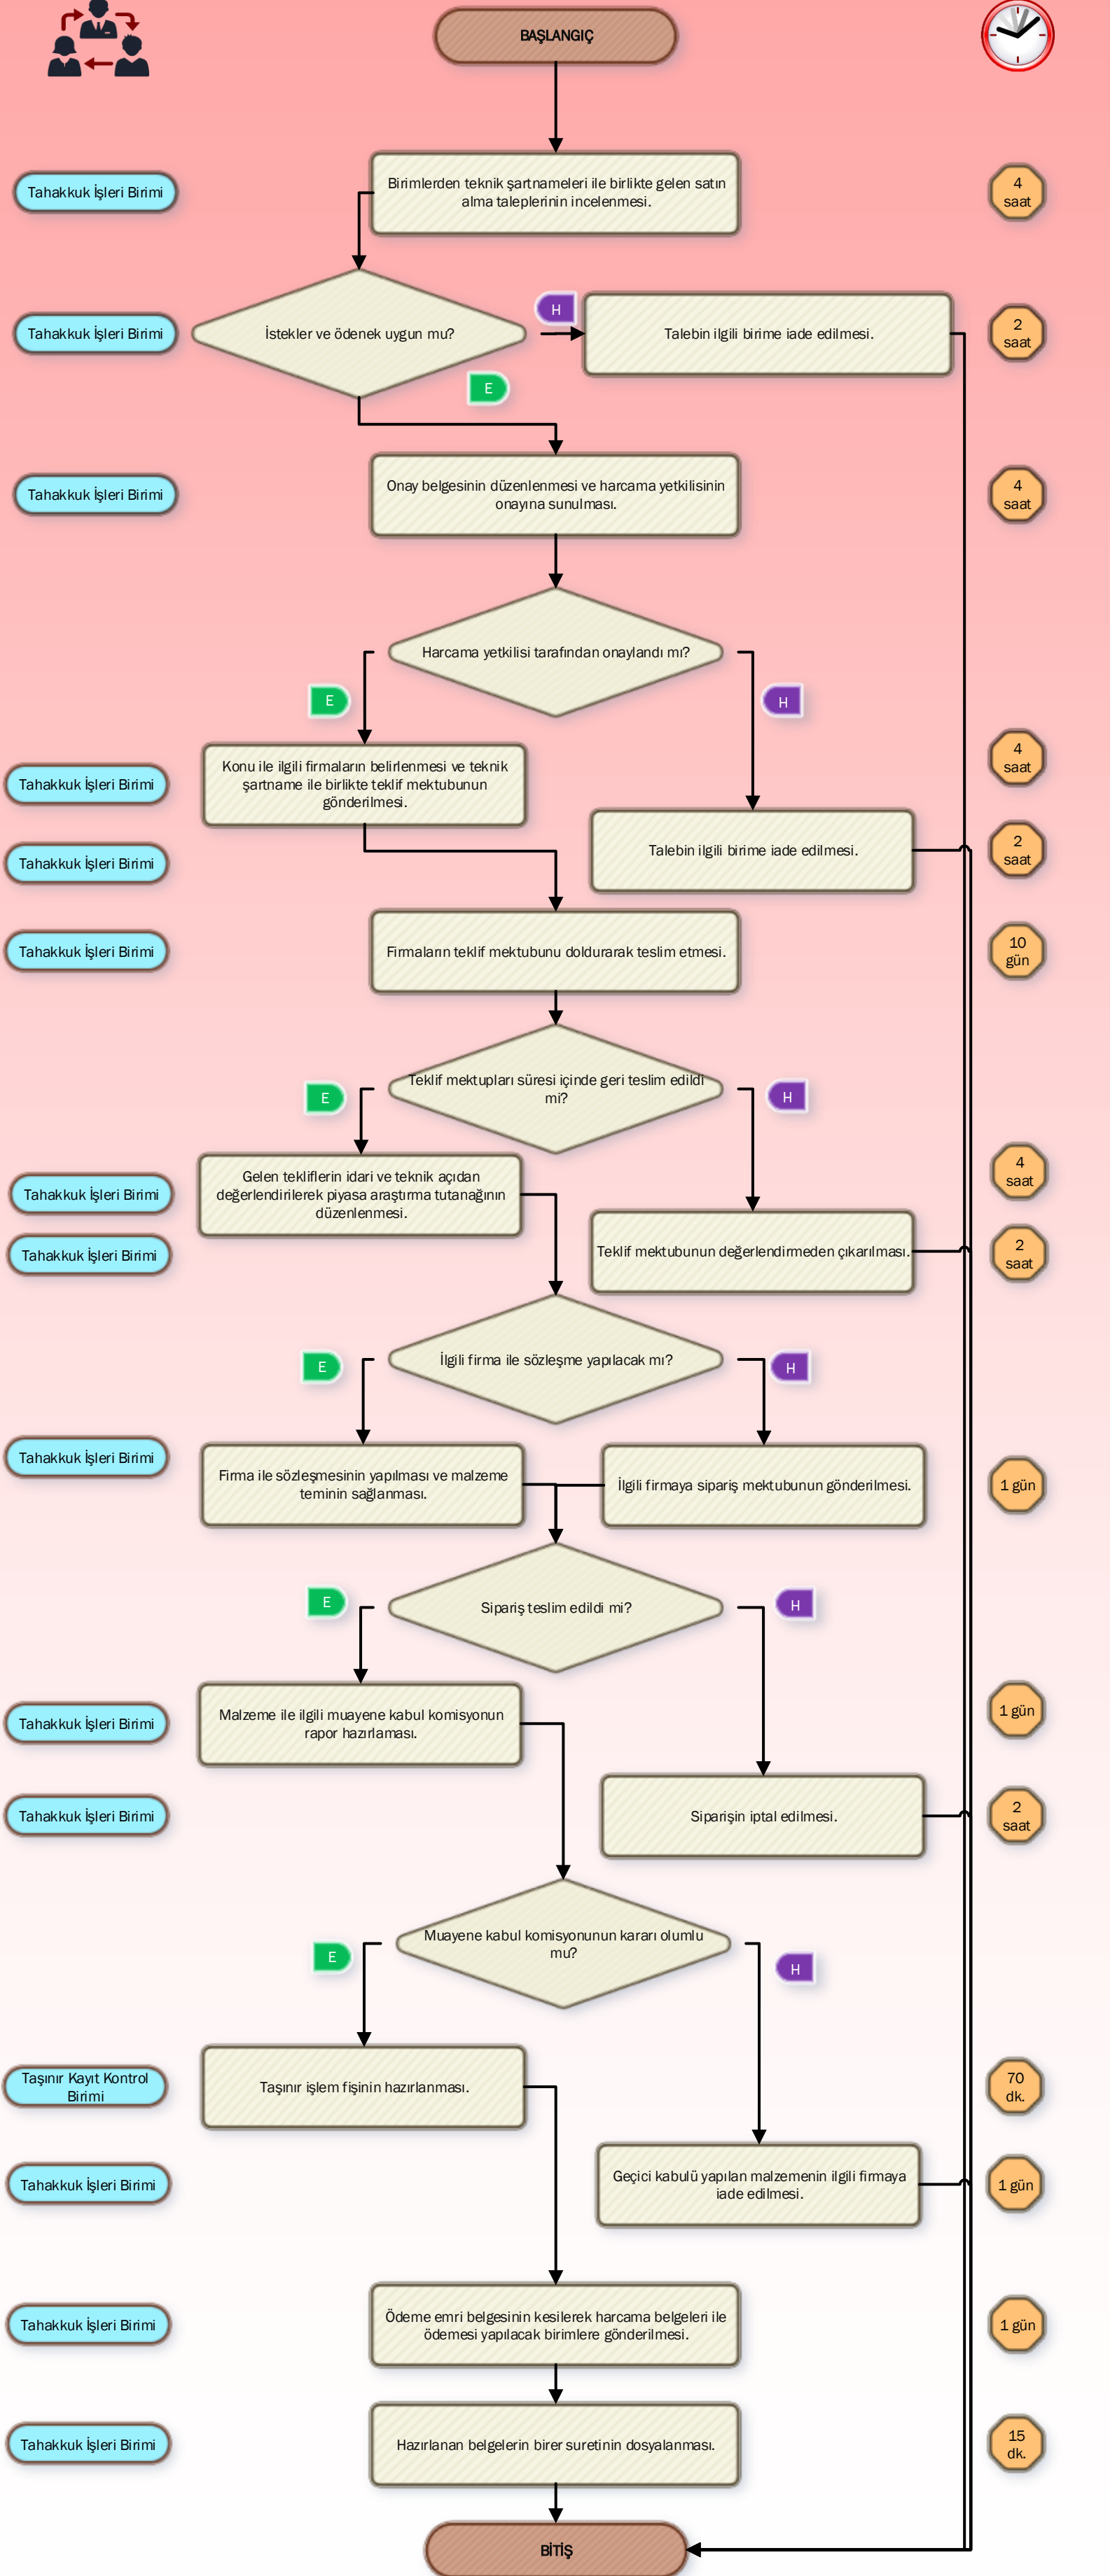 BAŞLANGIÇ
Tahakkuk İşleri Birimi
Birimlerden teknik şartnameleri ile birlikte gelen satın
alma taleplerinin incelenmesi.
4
saat
Tahakkuk İşleri Birimi
İstekler ve ödenek uygun mu?
H
Talebin ilgili birime iade edilmesi.
2
saat
E
Tahakkuk İşleri Birimi
Onay belgesinin düzenlenmesi ve harcama yetkilisinin
onayına sunulması.
4
saat
Harcama yetkilisi tarafından onaylandı mı?
E
H
Tahakkuk İşleri Birimi
Konu ile ilgili firmaların belirlenmesi ve teknik
şartname ile birlikte teklif mektubunun
gönderilmesi.
4
saat
Tahakkuk İşleri Birimi
Talebin ilgili birime iade edilmesi.
2
saat
Tahakkuk İşleri Birimi
Firmaların teklif mektubunu doldurarak teslim etmesi.
10
gün
Teklif mektupları süresi içinde geri teslim edildi
mi?
E
H
Tahakkuk İşleri Birimi
Gelen tekliflerin idari ve teknik açıdan
değerlendirilerek piyasa araştırma tutanağının
düzenlenmesi.
4
saat
Tahakkuk İşleri Birimi
Teklif mektubunun değerlendirmeden çıkarılması.
2
saat
İlgili firma ile sözleşme yapılacak mı?
E
H
Tahakkuk İşleri Birimi
Firma ile sözleşmesinin yapılması ve malzeme
teminin sağlanması.
İlgili firmaya sipariş mektubunun gönderilmesi.
1 gün
Sipariş teslim edildi mi?
E
H
Tahakkuk İşleri Birimi
Malzeme ile ilgili muayene kabul komisyonun
rapor hazırlaması.
1 gün
Tahakkuk İşleri Birimi
Siparişin iptal edilmesi.
2
saat
Muayene kabul komisyonunun kararı olumlu
mu?
E
H
Taşınır Kayıt Kontrol
Birimi
Taşınır işlem fişinin hazırlanması.
70
dk.
Tahakkuk İşleri Birimi
Geçici kabulü yapılan malzemenin ilgili firmaya
iade edilmesi.
1 gün
Tahakkuk İşleri Birimi
Ödeme emri belgesinin kesilerek harcama belgeleri ile
ödemesi yapılacak birimlere gönderilmesi.
1 gün
Tahakkuk İşleri Birimi
Hazırlanan belgelerin birer suretinin dosyalanması.
15
dk.
BİTİŞ